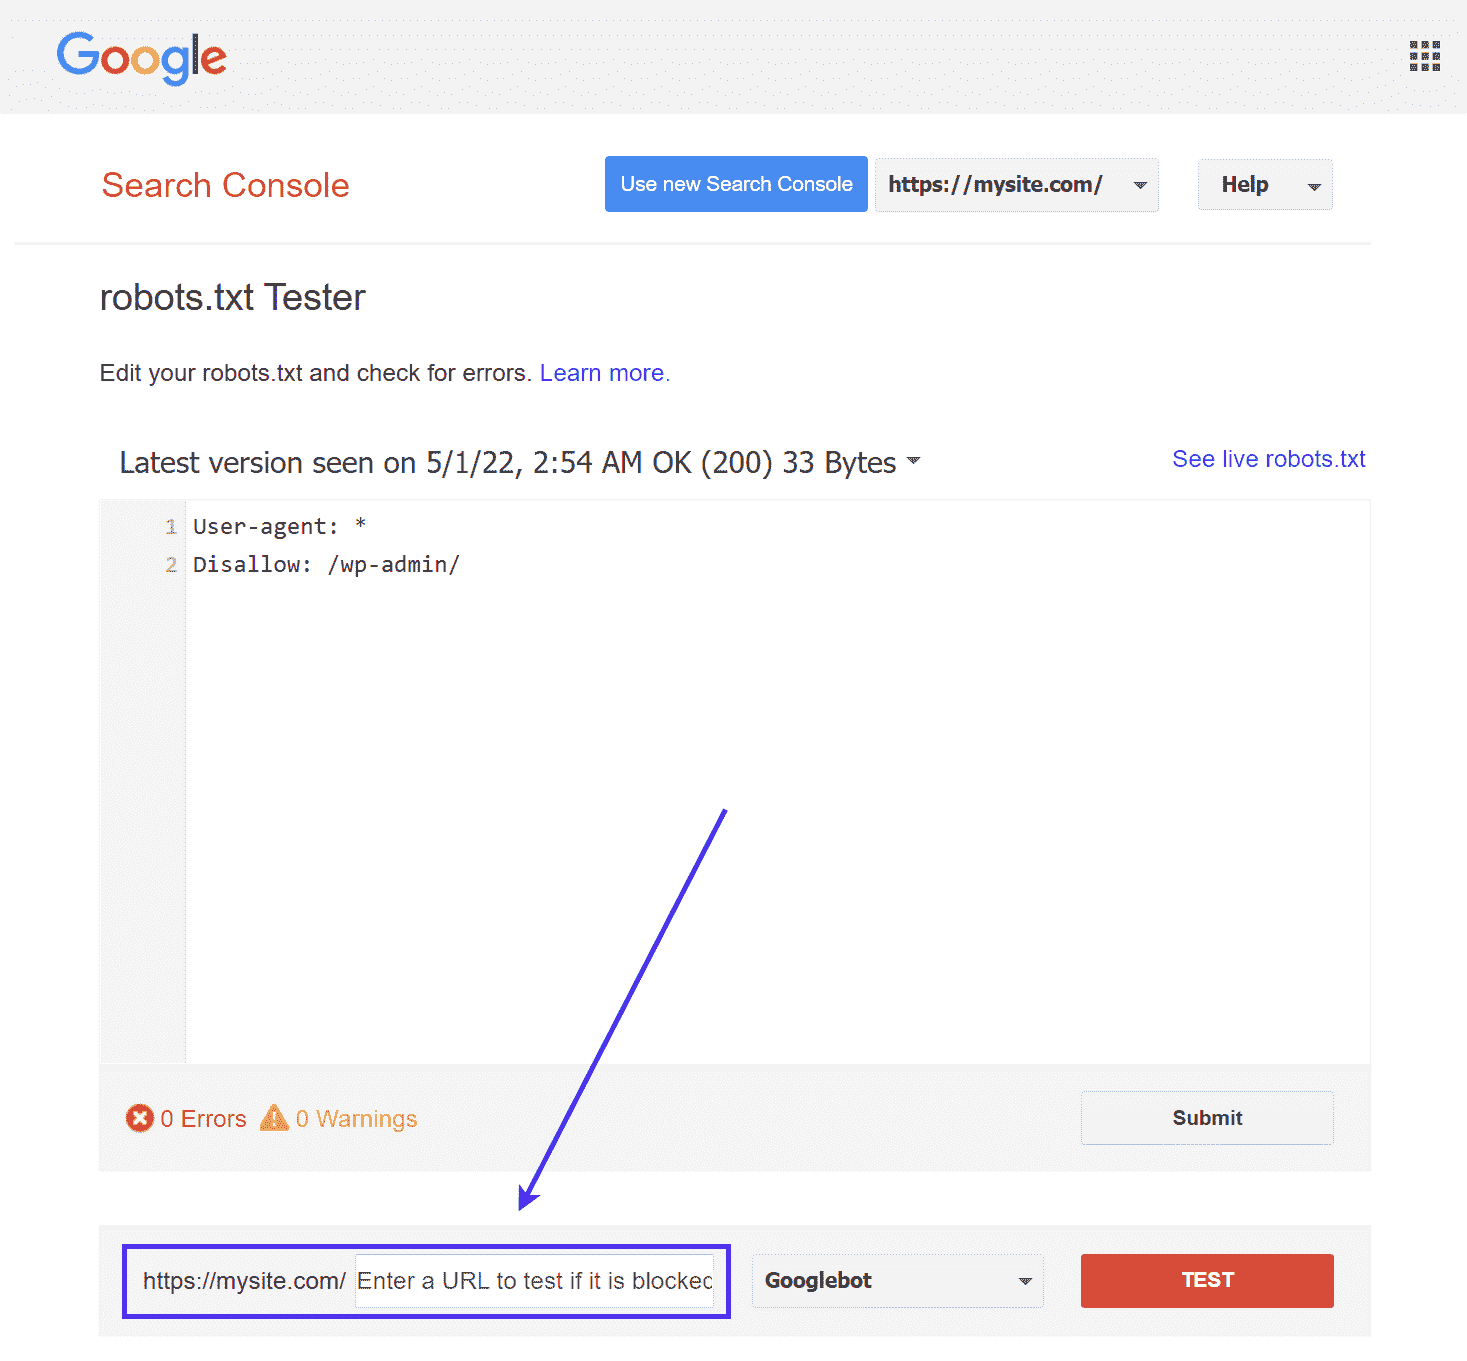 Google
Search Console
Use new Search Console
https://mysite.com/
Help
robots.txt Tester
Edit your robots.txt and check for errors. Learn more.
Latest version seen on 5/1/22, 2:54 AM OK (200) 33 Bytes
See live robots.txt
1 User-agent: *
2 Disallow: /wp-admin/
0 Errors 0 Warnings
Submit
https://mysite.com/ Enter a URL to test if it is blocked
Googlebot
TEST